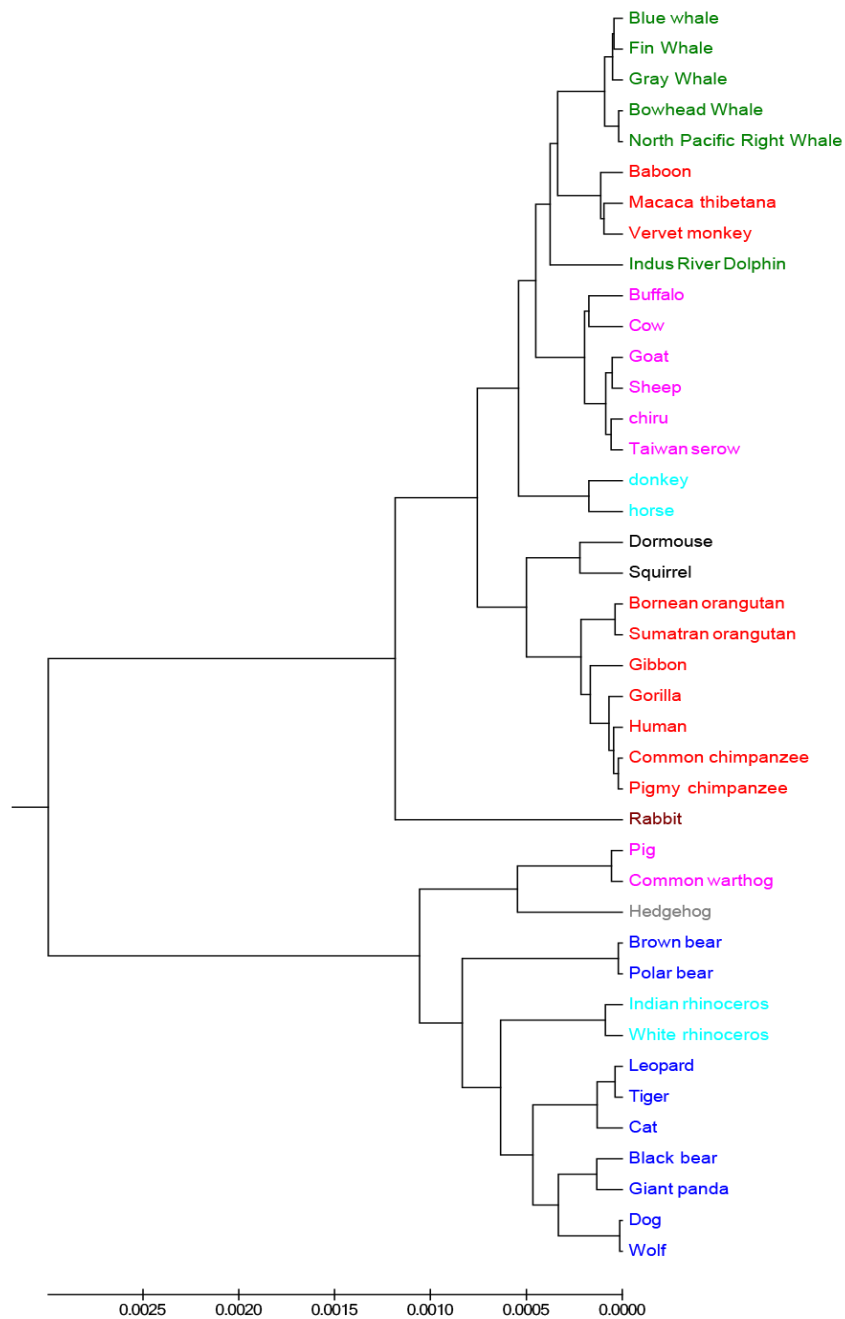 Blue whale
Fin Whale
Gray Whale
Bowhead Whale
North Pacific Right Whale
Baboon
Macaca thibetana
Vervet monkey
Indus River Dolphin
Buffalo
Cow
Goat
Sheep
chiru
Taiwan serow
donkey
horse
Dormouse
Squirrel
Bornean orangutan
Sumatran orangutan
Gibbon
Gorilla
Human
Common chimpanzee
Pigmy chimpanzee
Rabbit
Pig
Common warthog
Hedgehog
Brown bear
Polar bear
Indian rhinoceros
White rhinoceros
Leopard
Tiger
Cat
Black bear
Giant panda
Dog
Wolf
0.0025 0.0020 0.0015 0.0010 0.0005 0.0000